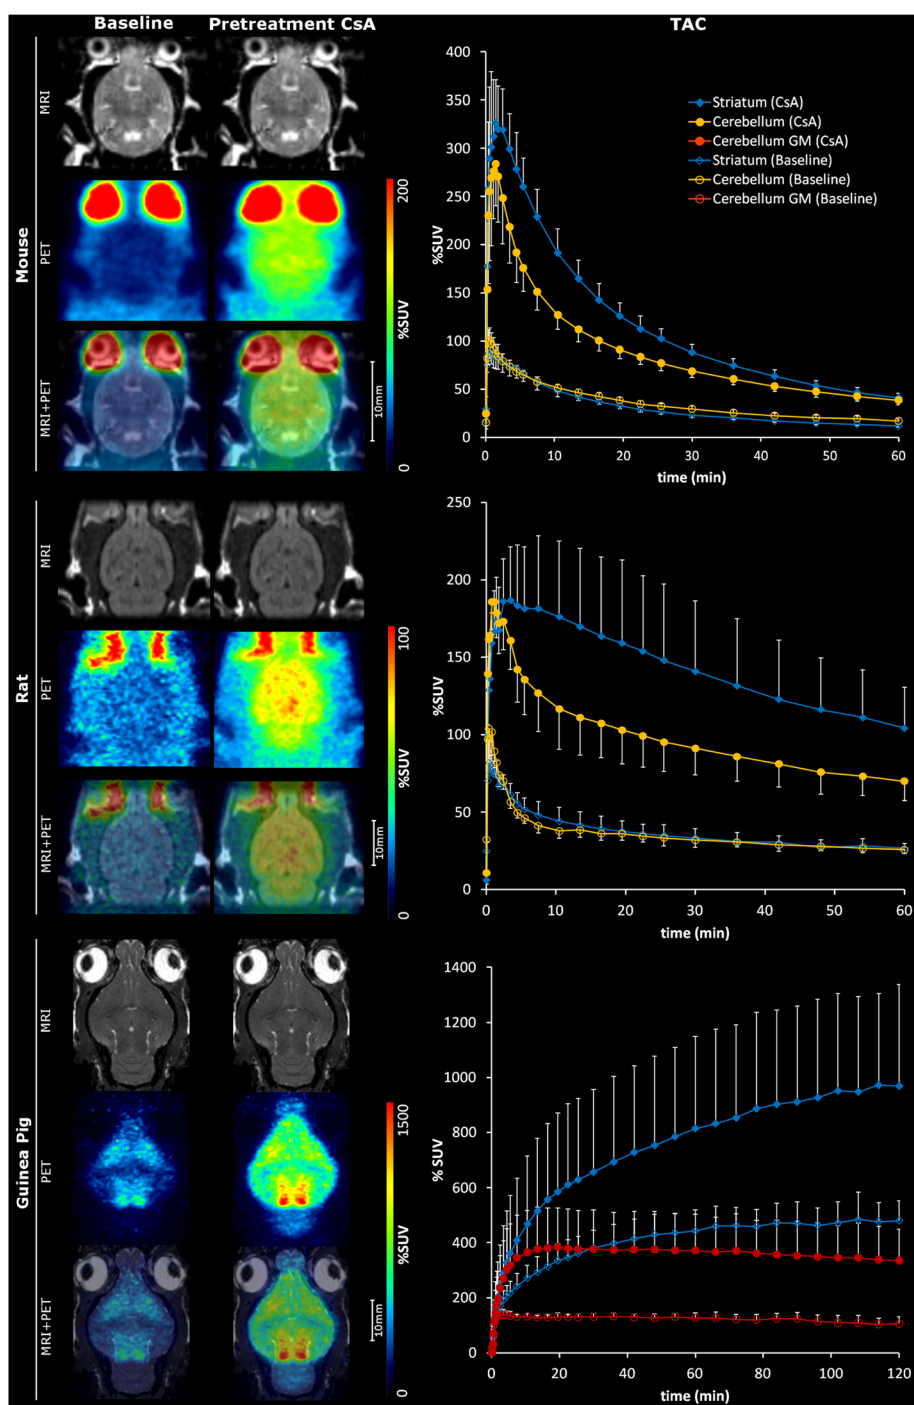 Baseline Pretreatment CsA TAC
Mouse
MRI
PET
MRI+PET
200
%SUV
0
10mm
400
350
300
250
200
150
100
50
0
%SUV
Striatum (CsA)
Cerebellum (CsA)
Cerebellum GM (CsA)
Striatum (Baseline)
Cerebellum (Baseline)
Cerebellum GM (Baseline)
0 10 20 30 40 50 60
time (min)
Rat
MRI
PET
MRI+PET
100
%SUV
0
10mm
250
200
150
100
50
0
%SUV
0 10 20 30 40 50 60
time (min)
Guinea Pig
MRI
PET
MRI+PET
1500
%SUV
0
10mm
1400
1200
1000
800
600
400
200
0
% SUV
0 20 40 60 80 100 120
time (min)